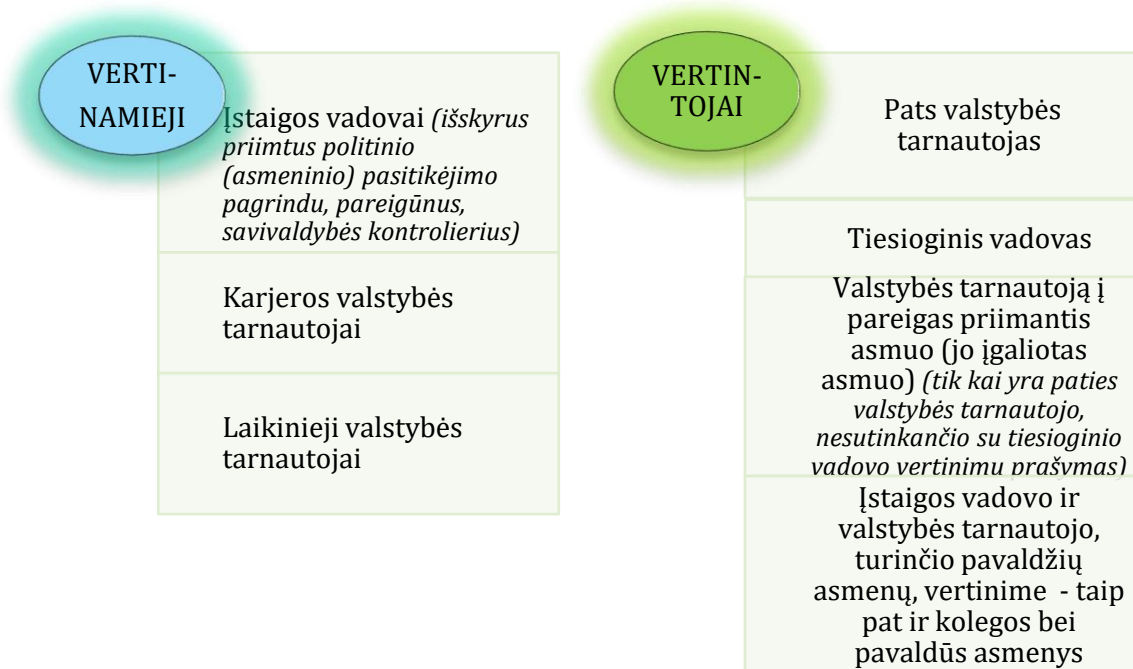 VERTI-
NAMIEJI
Įstaigos vadovai (išskyrus
priimtus politinio
(asmeninio) pasitikėjimo
pagrindu, pareigūnus,
savivaldybės kontrolierius)
Karjeros valstybės
tarnautojai
Laikinieji valstybės
tarnautojai
VERTIN-
TOJAI
Pats valstybės
tarnautojas
Tiesioginis vadovas
Valstybės tarnautoją į
pareigas priimantis
asmuo (jo įgaliotas
asmuo) (tik kai yra paties
valstybės tarnautojo,
nesutinkančio su tiesioginio
vadovo vertinimu prašymas)
Įstaigos vadovo ir
valstybės tarnautojo,
turinčio pavaldžių
asmenų, vertinime - taip
pat ir kolegos bei
pavaldūs asmenys